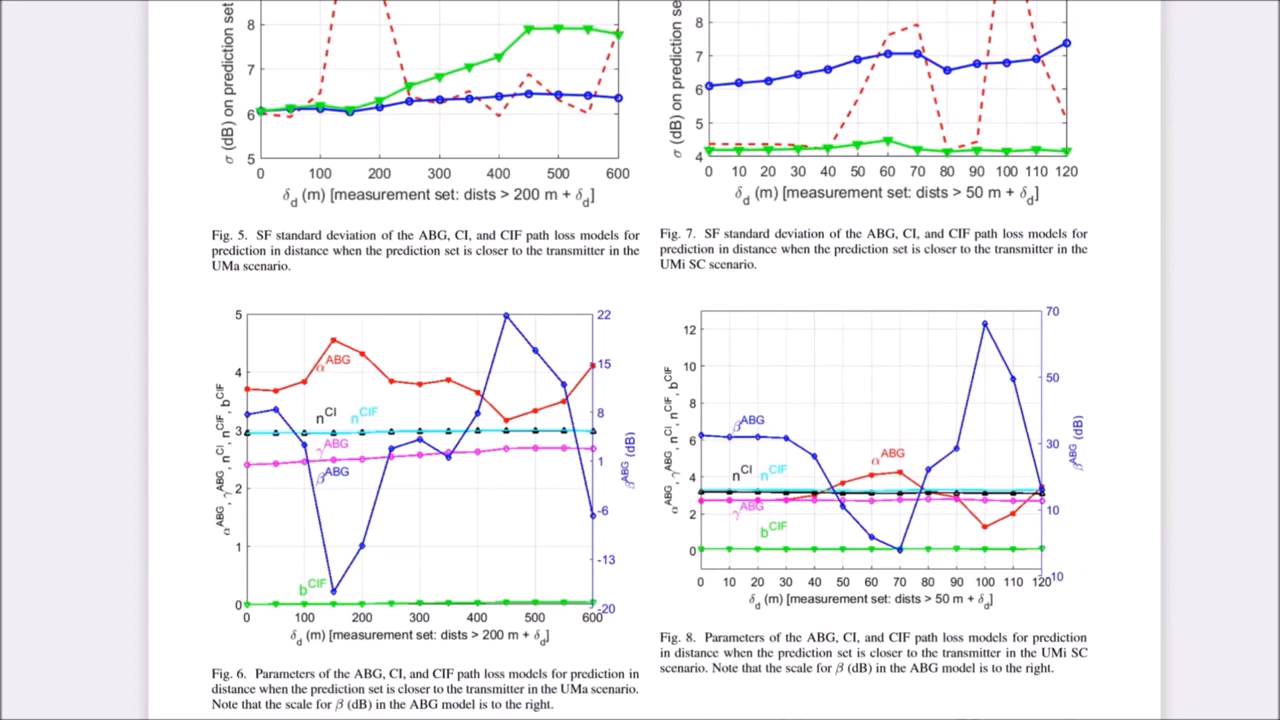 8
7
6
5
σ (dB) on prediction set
0 100 200 300 400 500 600
δd (m) [measurement set: dists > 200 m + δd]
Fig. 5. SF standard deviation of the ABG, CI, and CIF path loss models for
prediction in distance when the prediction set is closer to the transmitter in the
UMa scenario.
5
4
3
2
1
0
αABG, γABG, nCI, nCIF, bCIF
αABG
nCI nCIF
γABG
βABG
bCIF
22
15
8
1
-6
-13
-20
βABG (dB)
0 100 200 300 400 500 600
δd (m) [measurement set: dists > 200 m + δd]
Fig. 6. Parameters of the ABG, CI, and CIF path loss models for prediction in
distance when the prediction set is closer to the transmitter in the UMa scenario.
Note that the scale for β (dB) in the ABG model is to the right.
8
7
6
5
4
σ (dB) on prediction se
0 10 20 30 40 50 60 70 80 90 100 110 120
δd (m) [measurement set: dists > 50 m + δd]
Fig. 7. SF standard deviation of the ABG, CI, and CIF path loss models for
prediction in distance when the prediction set is closer to the transmitter in the
UMi SC scenario.
12
10
8
6
4
2
0
αABG, γABG, nCI, nCIF, bCIF
βABG
αABG
nCI nCIF
γABG
bCIF
70
50
30
10
-10
βABG (dB)
0 10 20 30 40 50 60 70 80 90 100 110 120
δd (m) [measurement set: dists > 50 m + δd]
Fig. 8. Parameters of the ABG, CI, and CIF path loss models for prediction
in distance when the prediction set is closer to the transmitter in the UMi SC
scenario. Note that the scale for β (dB) in the ABG model is to the right.